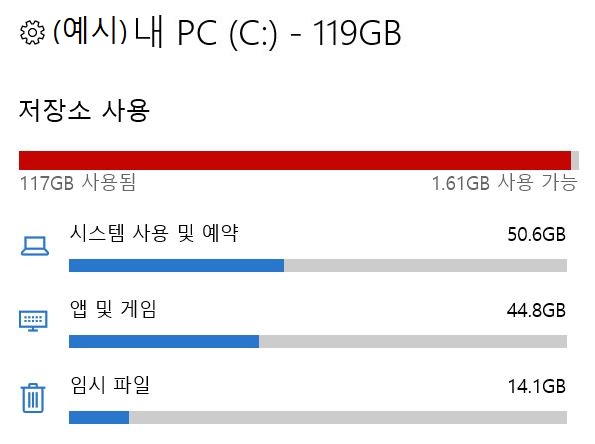 (예시)내 PC (C:) - 119GB
저장소 사용
117GB 사용됨 1.61GB 사용 가능
시스템 사용 및 예약 50.6GB
앱 및 게임 44.8GB
임시 파일 14.1GB